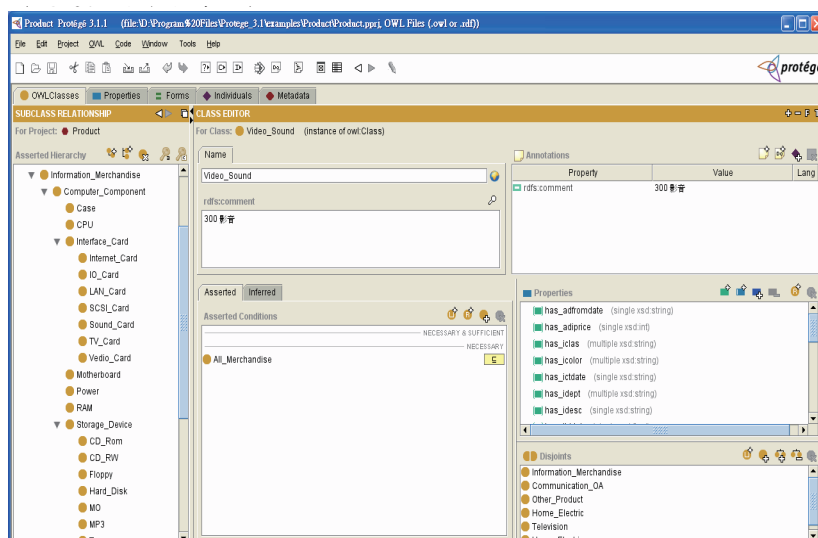 Product Protégé 3.1.1 (file:\D:\Program%20Files\Protege_3.1\examples\Product\Product.pprj, OWL Files (.owl or .rdf))
File Edit Project OWL Code Window Tools Help
protégé
OWLClasses Properties Forms Individuals Metadata
SUBCLASS RELATIONSHIP
For Project: Product
Asserted Hierarchy
Information_Merchandise
Computer_Component
Case
CPU
Interface_Card
Internet_Card
IO_Card
LAN_Card
SCSI_Card
Sound_Card
TV_Card
Vedio_Card
Motherboard
Power
RAM
Storage_Device
CD_Rom
CD_RW
Floppy
Hard_Disk
MO
MP3
CLASS EDITOR
For Class: Video_Sound (instance of owl:Class)
Name
Video_Sound
rdfs:comment
300 影音
Annotations
Property Value Lang
rdfs:comment 300 影音
Asserted Inferred
Asserted Conditions
NECESSARY & SUFFICIENT
NECESSARY
All_Merchandise
Properties
has_adfromdate (single xsd:string)
has_adiprice (single xsd:int)
has_iclas (multiple xsd:string)
has_icolor (multiple xsd:string)
has_ictdate (single xsd:string)
has_idept (multiple xsd:string)
has_idesc (single xsd:string)
Disjoints
Information_Merchandise
Communication_OA
Other_Product
Home_Electric
Television